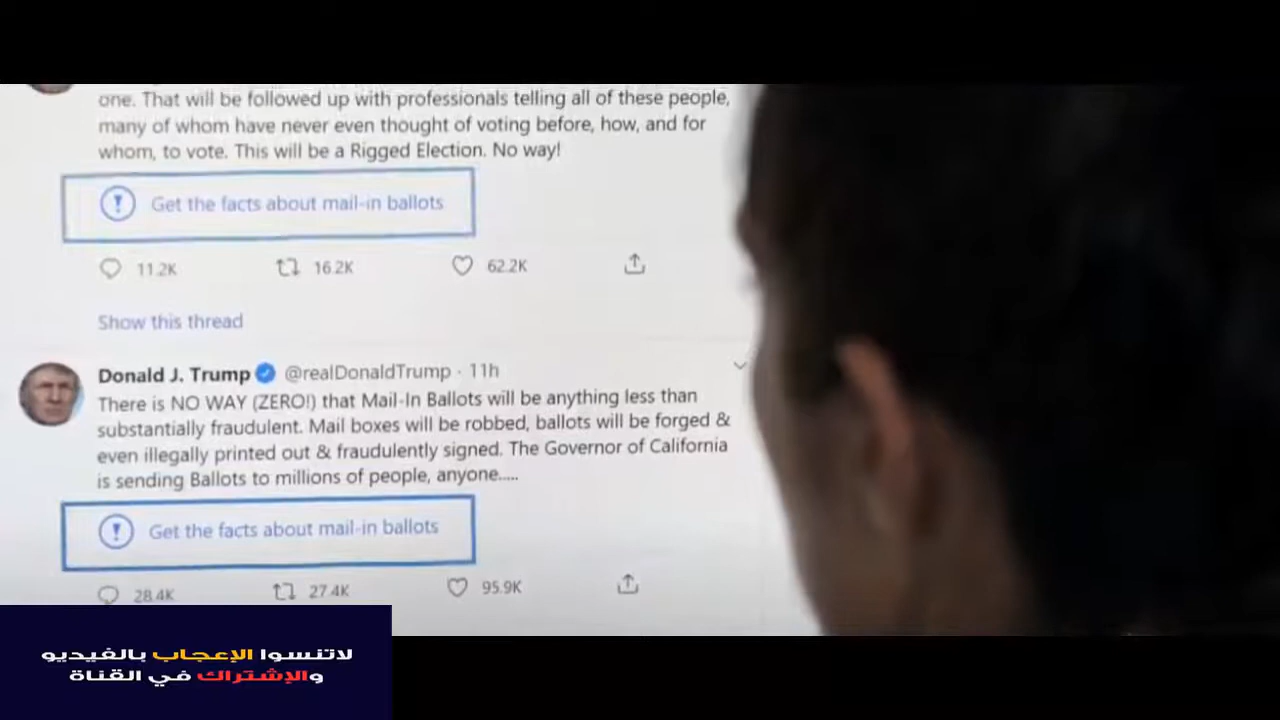 one. That will be followed up with professionals telling all of these people,
many of whom have never even thought of voting before, how, and for
whom, to vote. This will be a Rigged Election. No way!
Get the facts about mail-in ballots
11.2K 16.2K 62.2K
Show this thread
Donald J. Trump @realDonaldTrump · 11h
There is NO WAY (ZERO!) that Mail-In Ballots will be anything less than
substantially fraudulent. Mail boxes will be robbed, ballots will be forged &
even illegally printed out & fraudulently signed. The Governor of California
is sending Ballots to millions of people, anyone.....
Get the facts about mail-in ballots
28.4K 27.4K 95.9K
لاتنسوا الإعجاب بالفيديو
والإشتراك في القناة